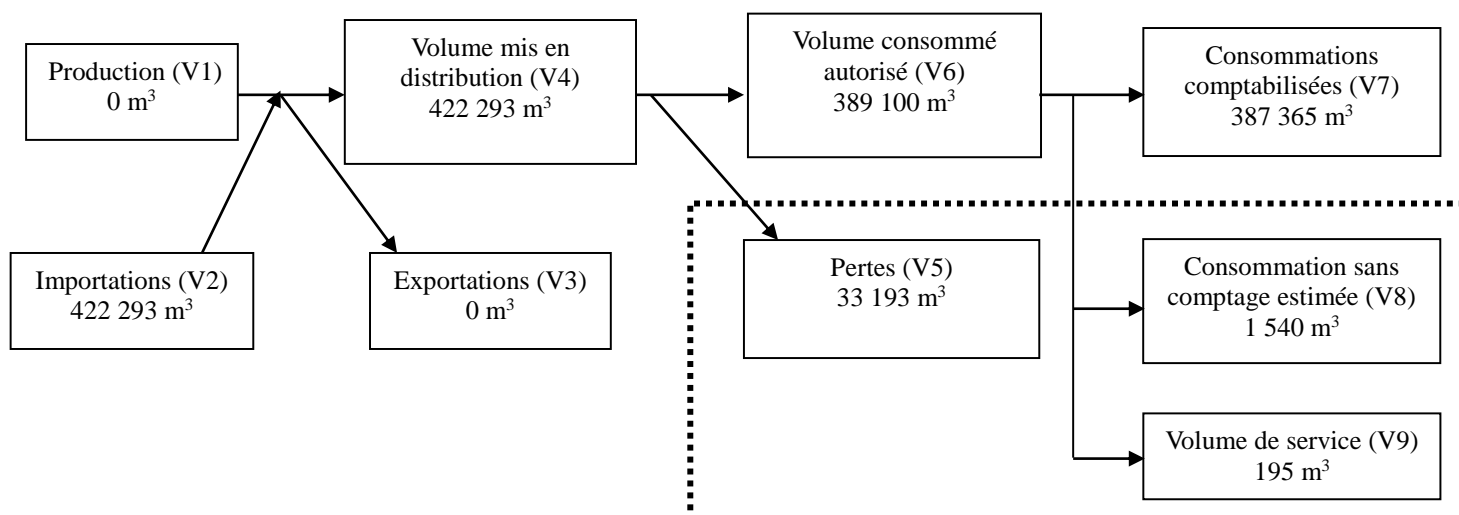 Production (V1)
0 m³
Volume mis en
distribution (V4)
422 293 m³
Volume consommé
autorisé (V6)
389 100 m³
Consommations
comptabilisées (V7)
387 365 m³
Importations (V2)
422 293 m³
Exportations (V3)
0 m³
Pertes (V5)
33 193 m³
Consommation sans
comptage estimée (V8)
1 540 m³
Volume de service (V9)
195 m³